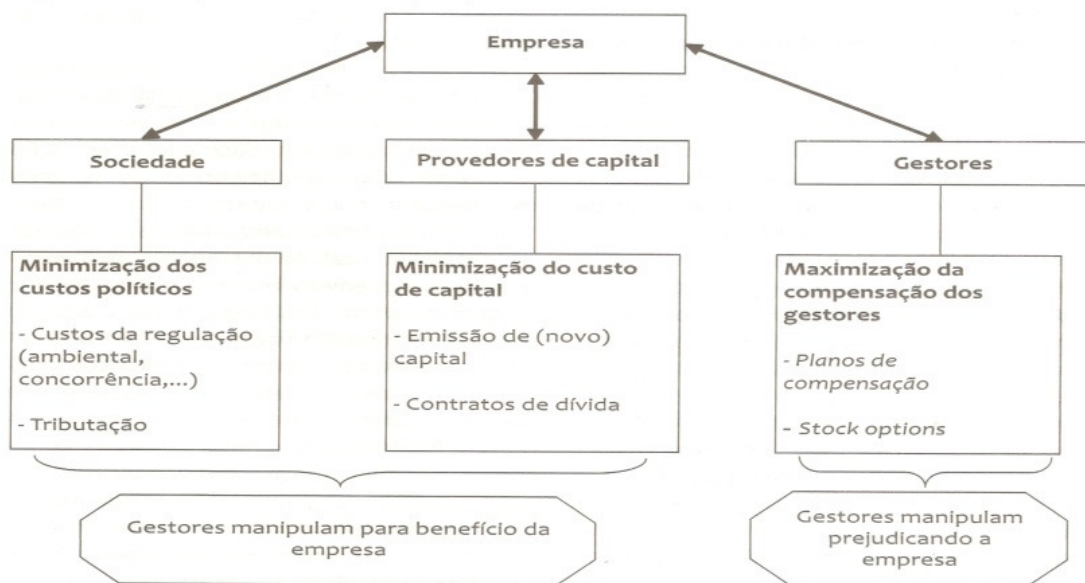 Empresa
Sociedade
Provedores de capital
Gestores
Minimização dos
custos políticos
- Custos da regulação
(ambiental,
concorrência,...)
- Tributação
Minimização do custo
de capital
- Emissão de (novo)
capital
- Contratos de dívida
Maximização da
compensação dos
gestores
- Planos de
compensação
- Stock options
Gestores manipulam para benefício da
empresa
Gestores manipulam
prejudicando a
empresa